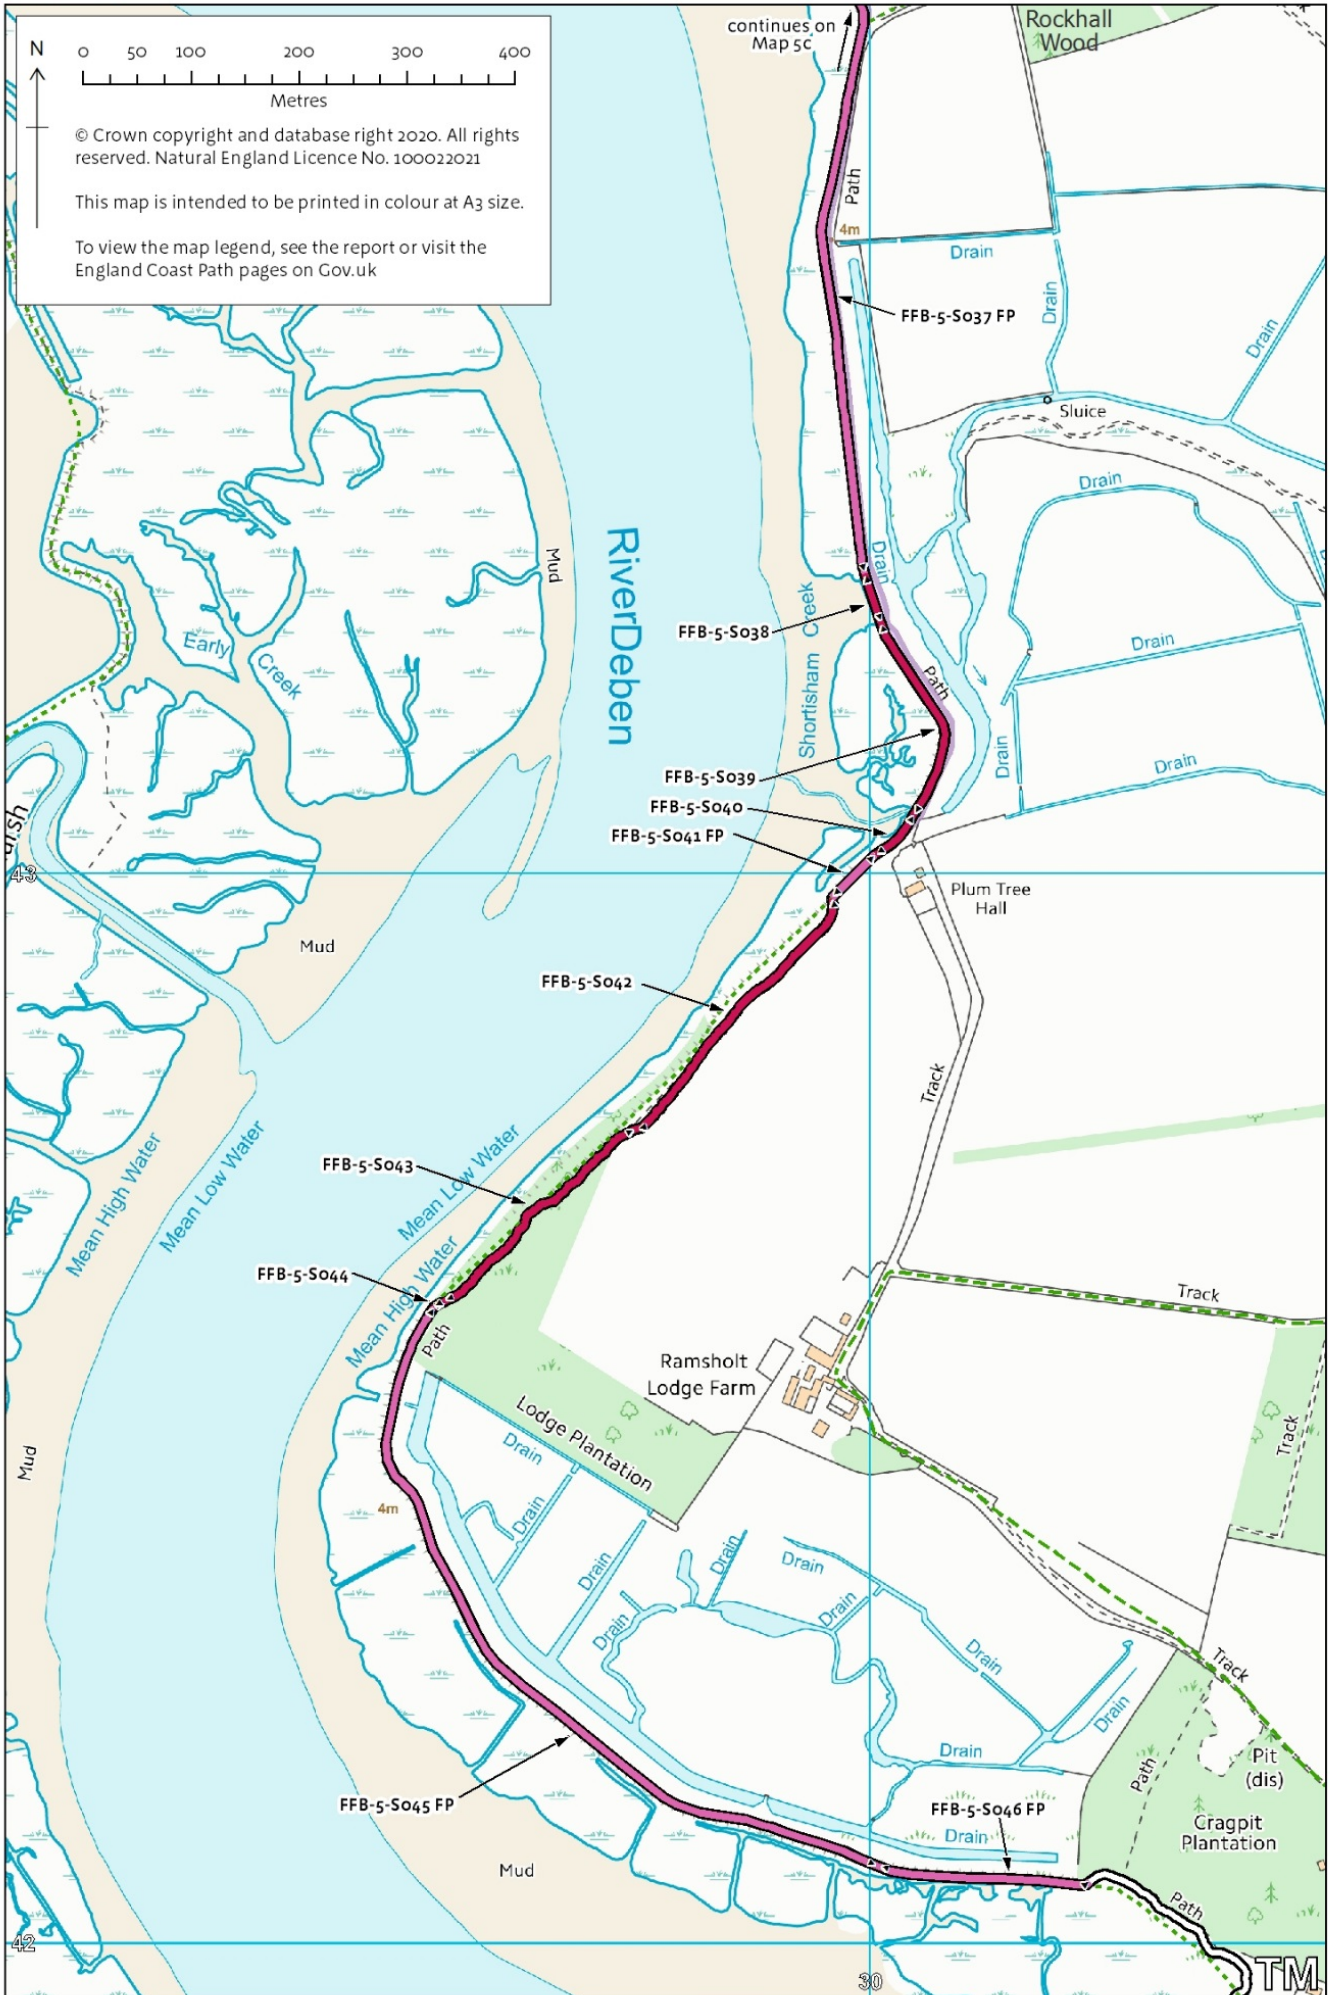 continues on
Map 5c
Rockhall
Wood
N
0 50 100 200 300 400
Metres
© Crown copyright and database right 2020. All rights
reserved. Natural England Licence No. 100022021
This map is intended to be printed in colour at A3 size.
To view the map legend, see the report or visit the
England Coast Path pages on Gov.uk
Path
4m
Drain
FFB-5-S037 FP
Drain
Drain
Sluice
Drain
River Deben
Mud
Drain
Shortisham Creek
FFB-5-S038
Early
Creek
Drain
Path
FFB-5-S039
Drain
Drain
FFB-5-S040
FFB-5-S041 FP
43
Plum Tree
Hall
Mud
FFB-5-S042
Track
Mean High Water
Mean Low Water
Mean Low Water
FFB-5-S043
Mean High Water
FFB-5-S044
Path
Track
Ramsholt
Lodge Farm
Lodge Plantation
Track
Mud
Drain
4m
Drain
Drain
Drain
Drain
Drain
Drain
Drain
Track
Drain
Drain
Path
Pit
(dis)
FFB-5-S045 FP
FFB-5-S046 FP
Drain
Cragpit
Plantation
Mud
Path
42
30
TM